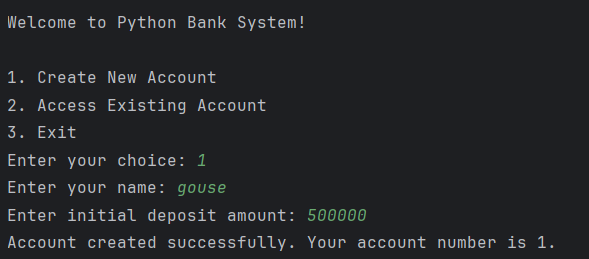 Welcome to Python Bank System!
1. Create New Account
2. Access Existing Account
3. Exit
Enter your choice: 1
Enter your name: gouse
Enter initial deposit amount: 500000
Account created successfully. Your account number is 1.